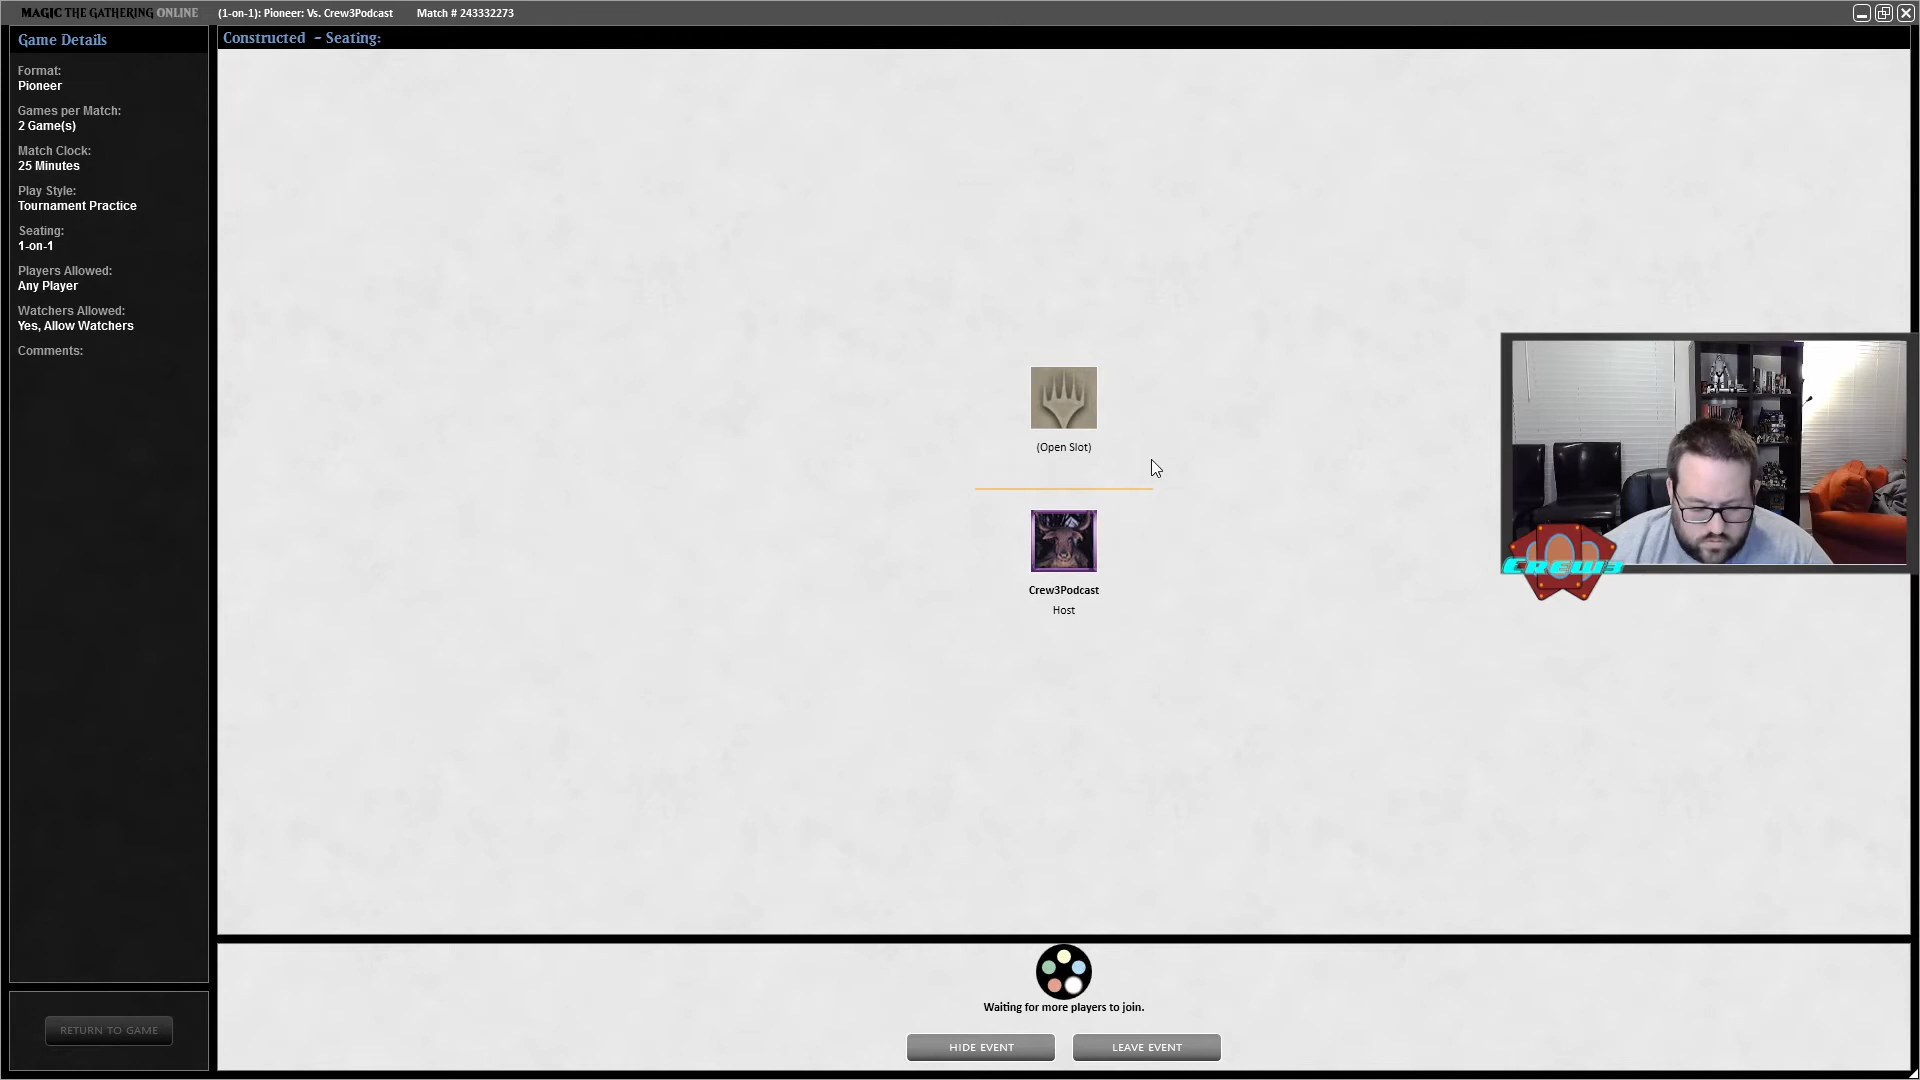 MAGIC THE GATHERING ONLINE
(1-on-1): Pioneer: Vs. Crew3Podcast
Match # 243332273
Game Details
Format:
Pioneer
Games per Match:
2 Game(s)
Match Clock:
25 Minutes
Play Style:
Tournament Practice
Seating:
1-on-1
Players Allowed:
Any Player
Watchers Allowed:
Yes, Allow Watchers
Comments:
RETURN TO GAME
Constructed - Seating:
(Open Slot)
Crew3Podcast
Host
CREW3
Waiting for more players to join.
HIDE EVENT
LEAVE EVENT